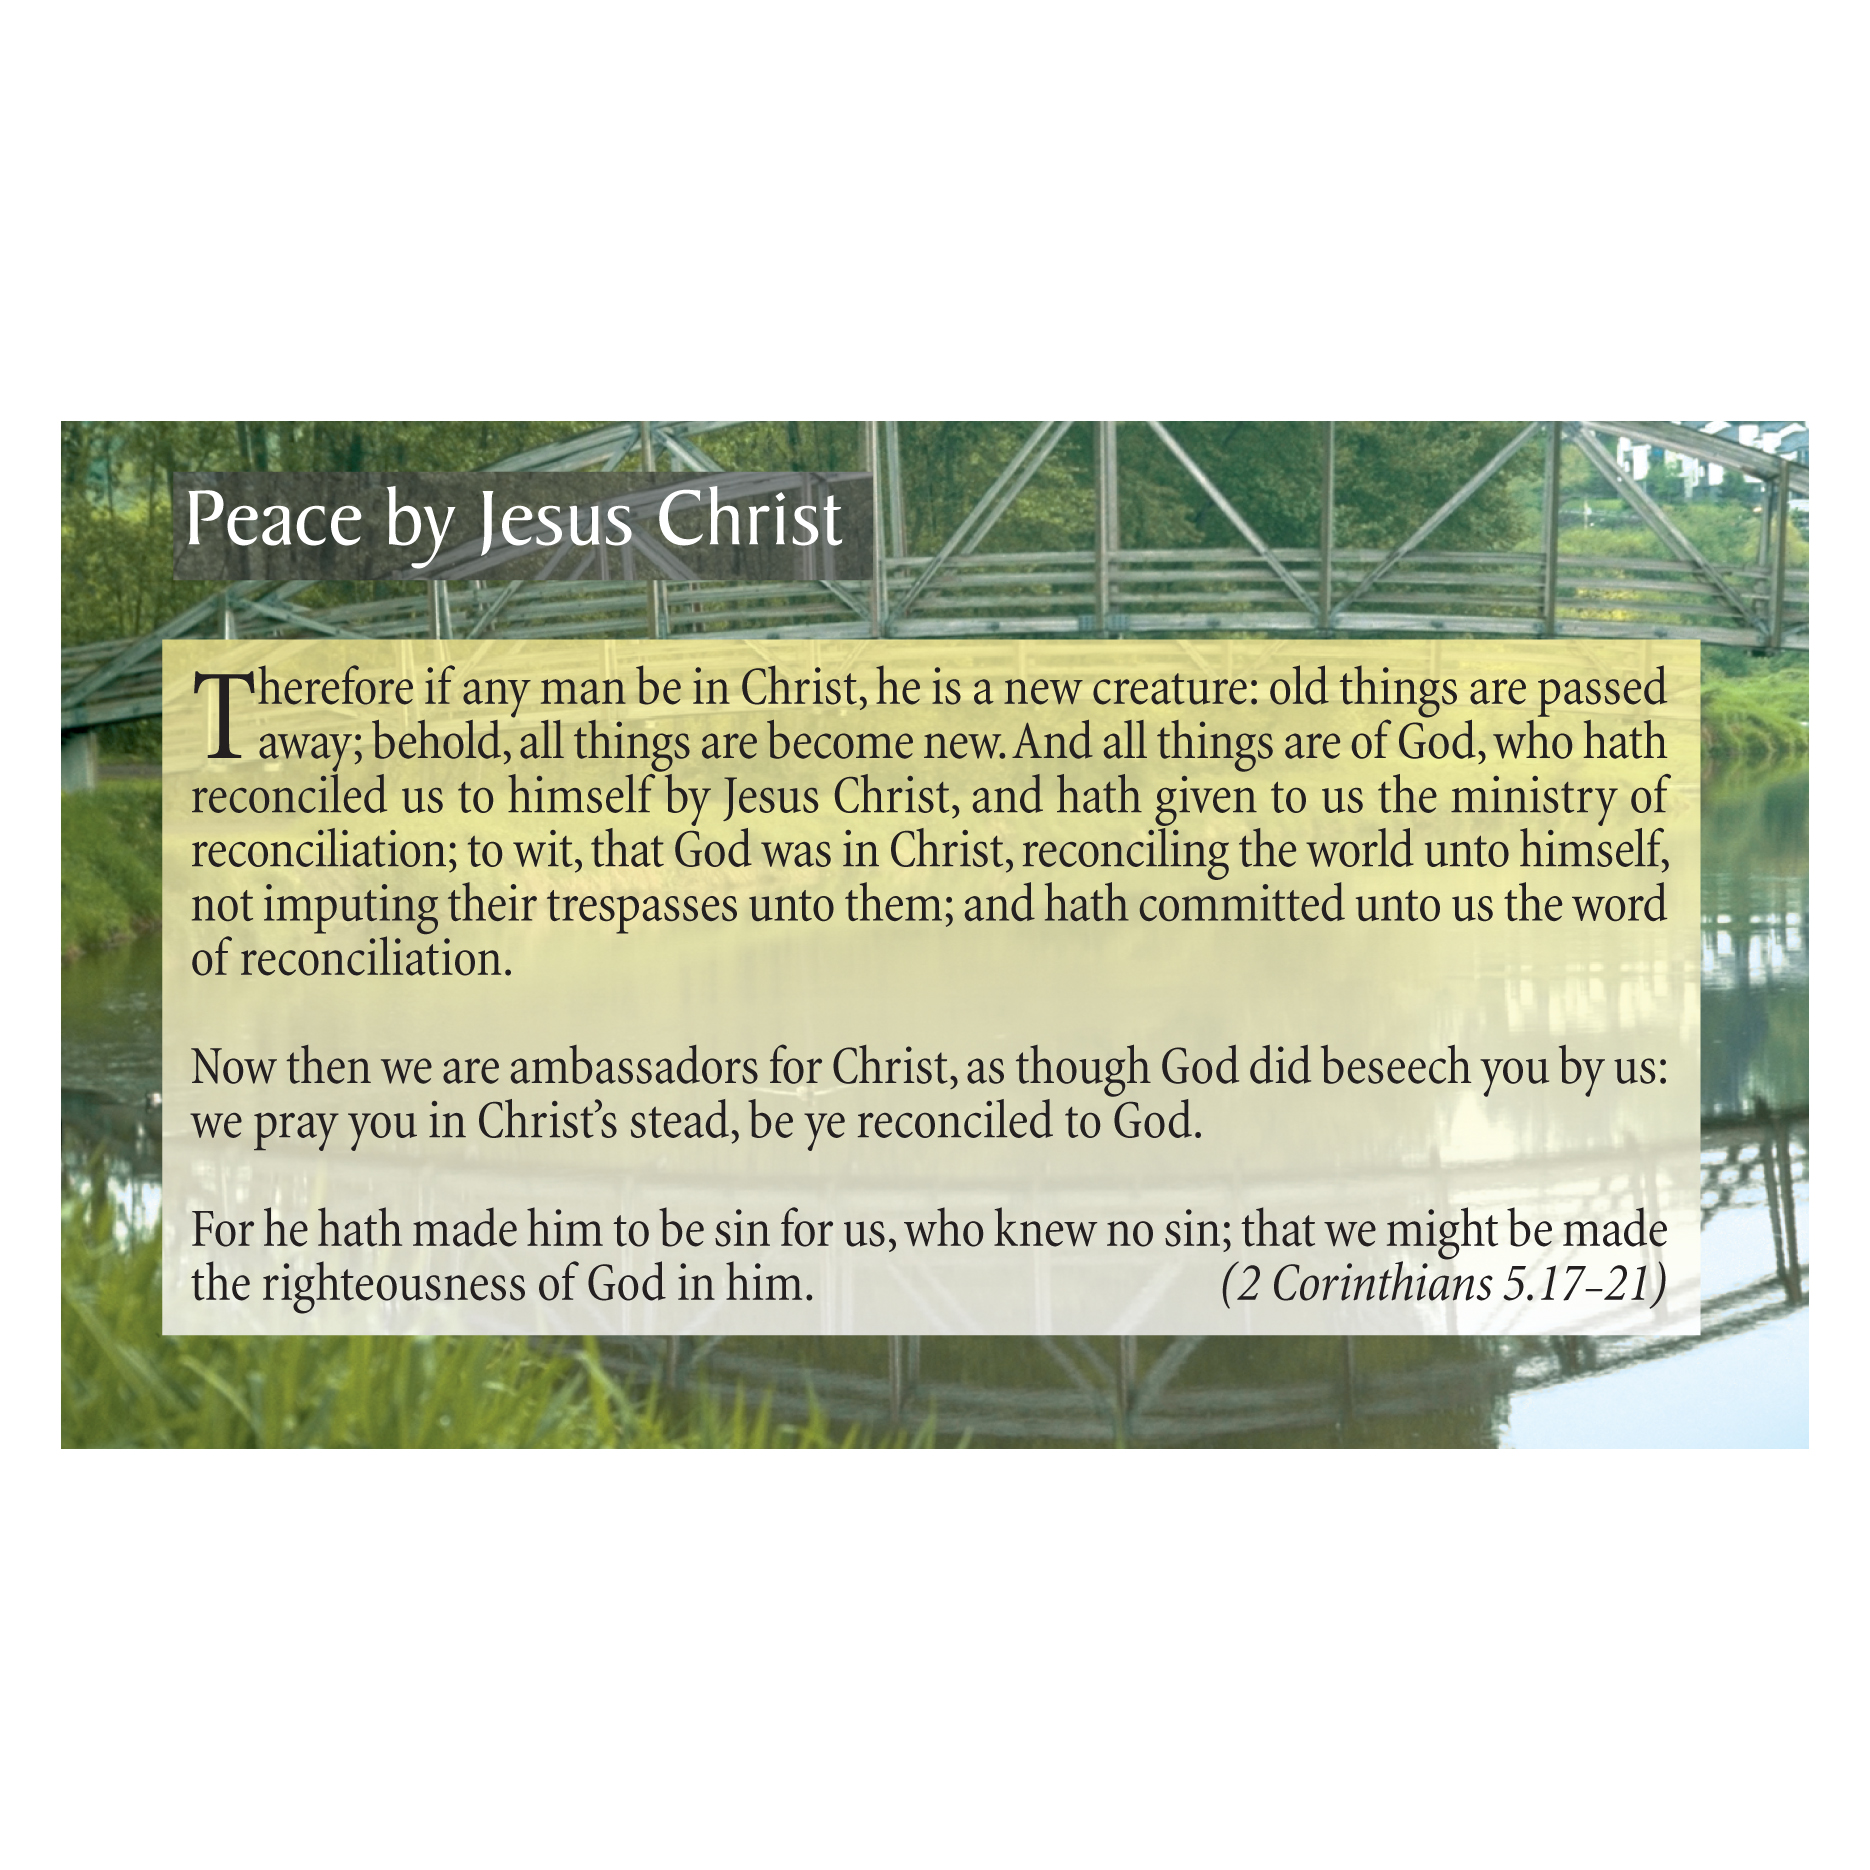 Peace by Jesus Christ
Therefore if any man be in Christ, he is a new creature: old things are passed
away; behold, all things are become new. And all things are of God, who hath
reconciled us to himself by Jesus Christ, and hath given to us the ministry of
reconciliation; to wit, that God was in Christ, reconciling the world unto himself,
not imputing their trespasses unto them; and hath committed unto us the word
of reconciliation.
Now then we are ambassadors for Christ, as though God did beseech you by us:
we pray you in Christ’s stead, be ye reconciled to God.
For he hath made him to be sin for us, who knew no sin; that we might be made
the righteousness of God in him. (2 Corinthians 5.17–21)